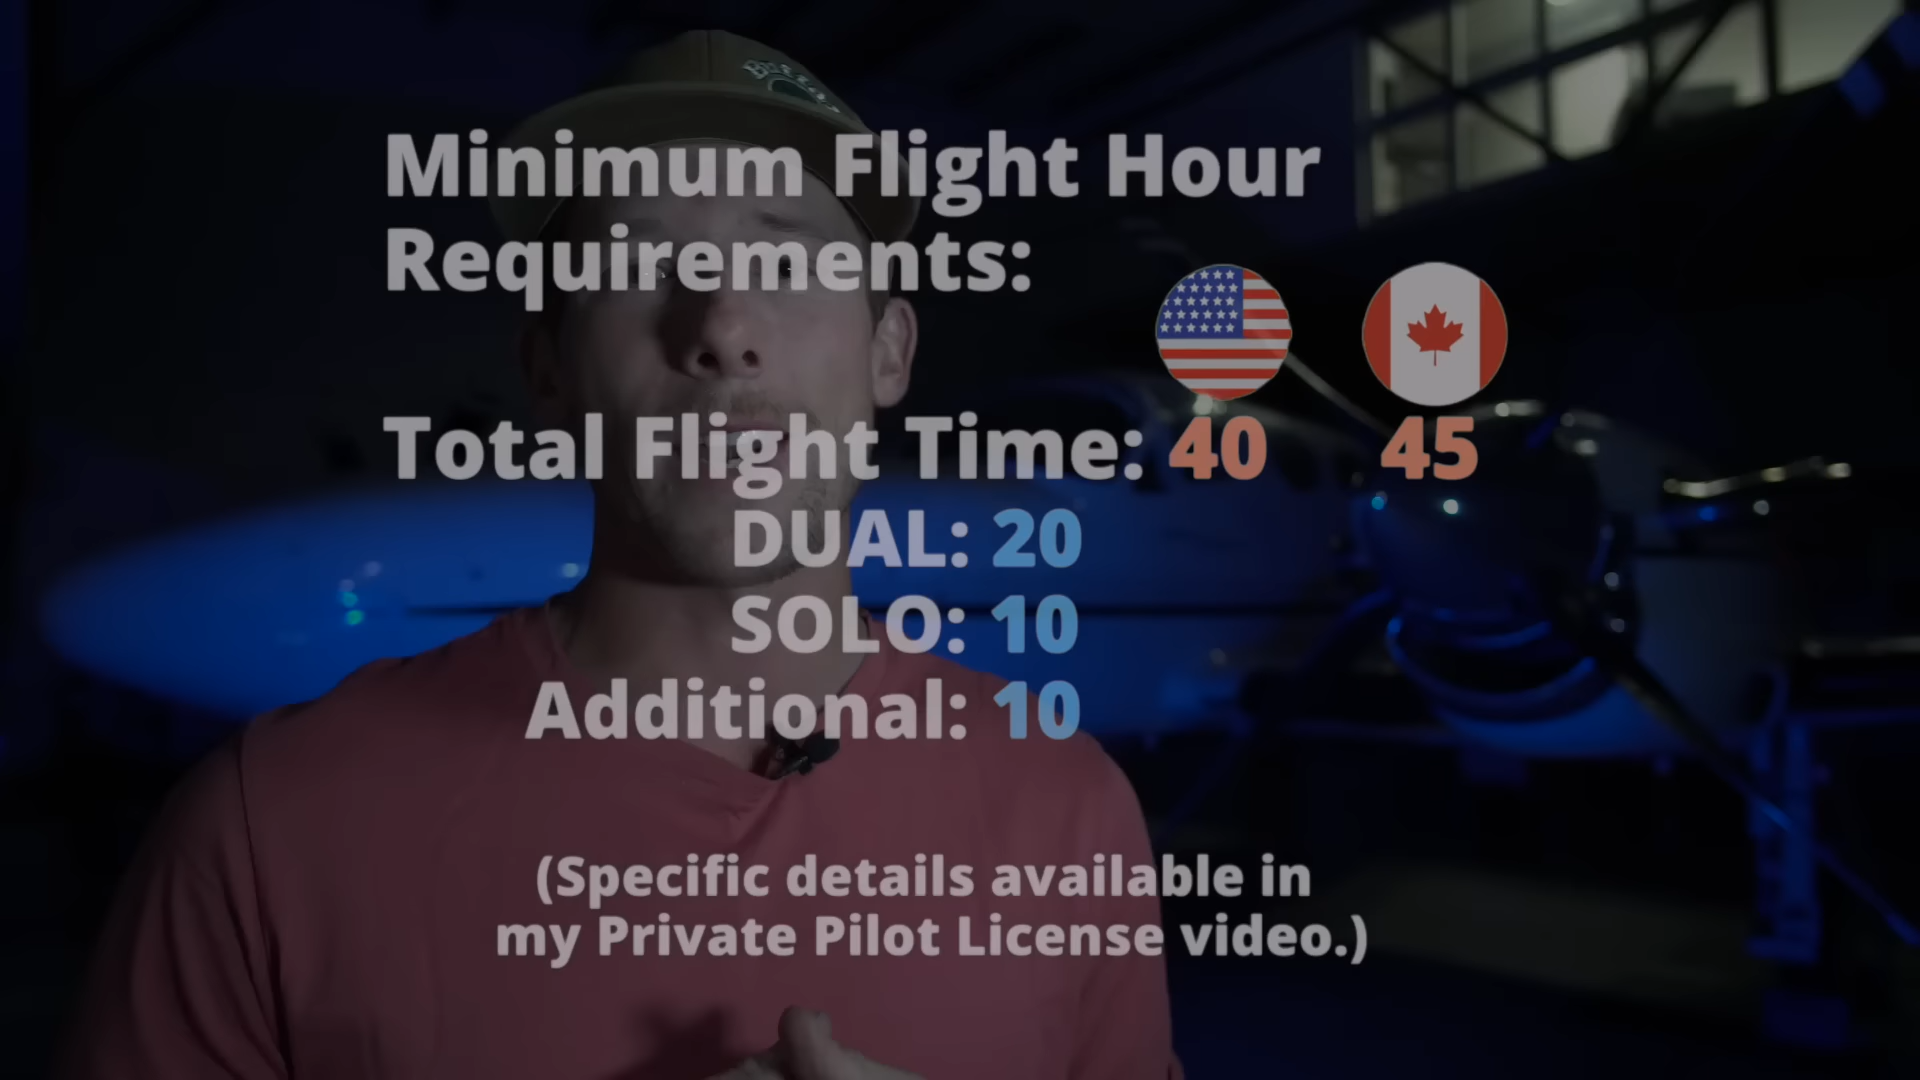 Minimum Flight Hour
Requirements:
Total Flight Time: 40 45
DUAL: 20
SOLO: 10
Additional: 10
(Specific details available in
my Private Pilot License video.)